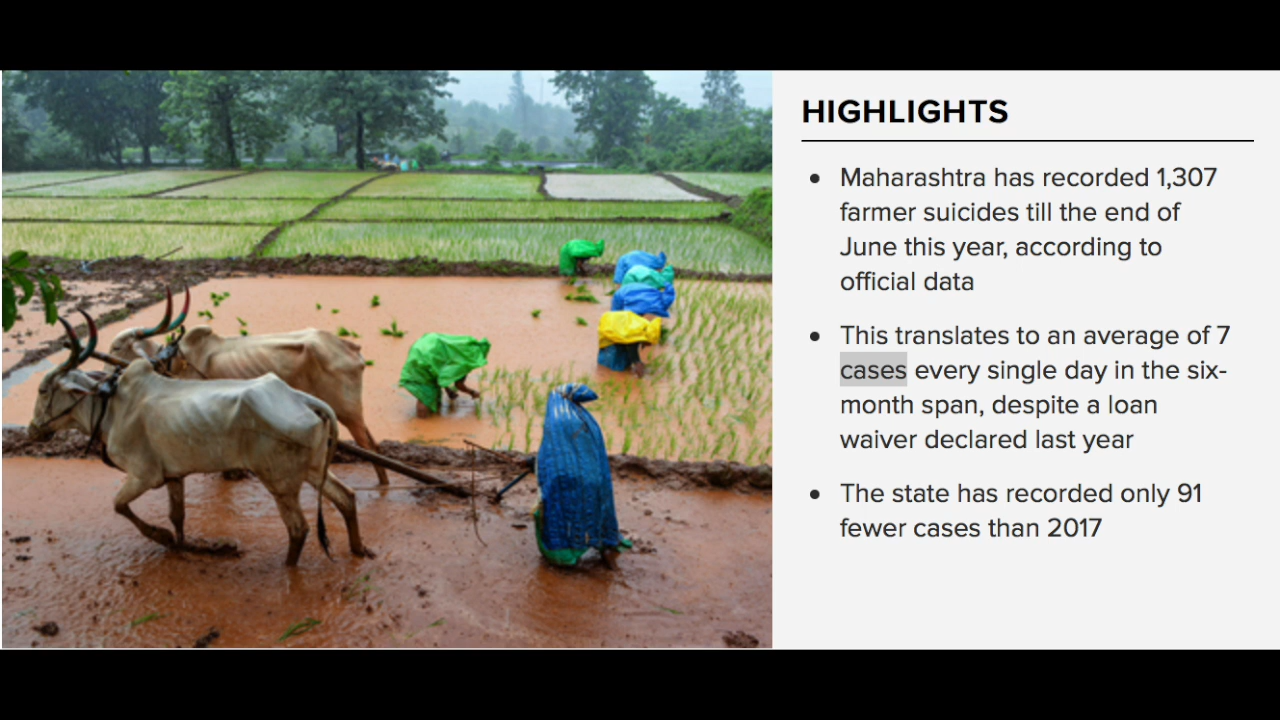 HIGHLIGHTS
Maharashtra has recorded 1,307
farmer suicides till the end of
June this year, according to
official data
This translates to an average of 7
cases every single day in the six-
month span, despite a loan
waiver declared last year
The state has recorded only 91
fewer cases than 2017